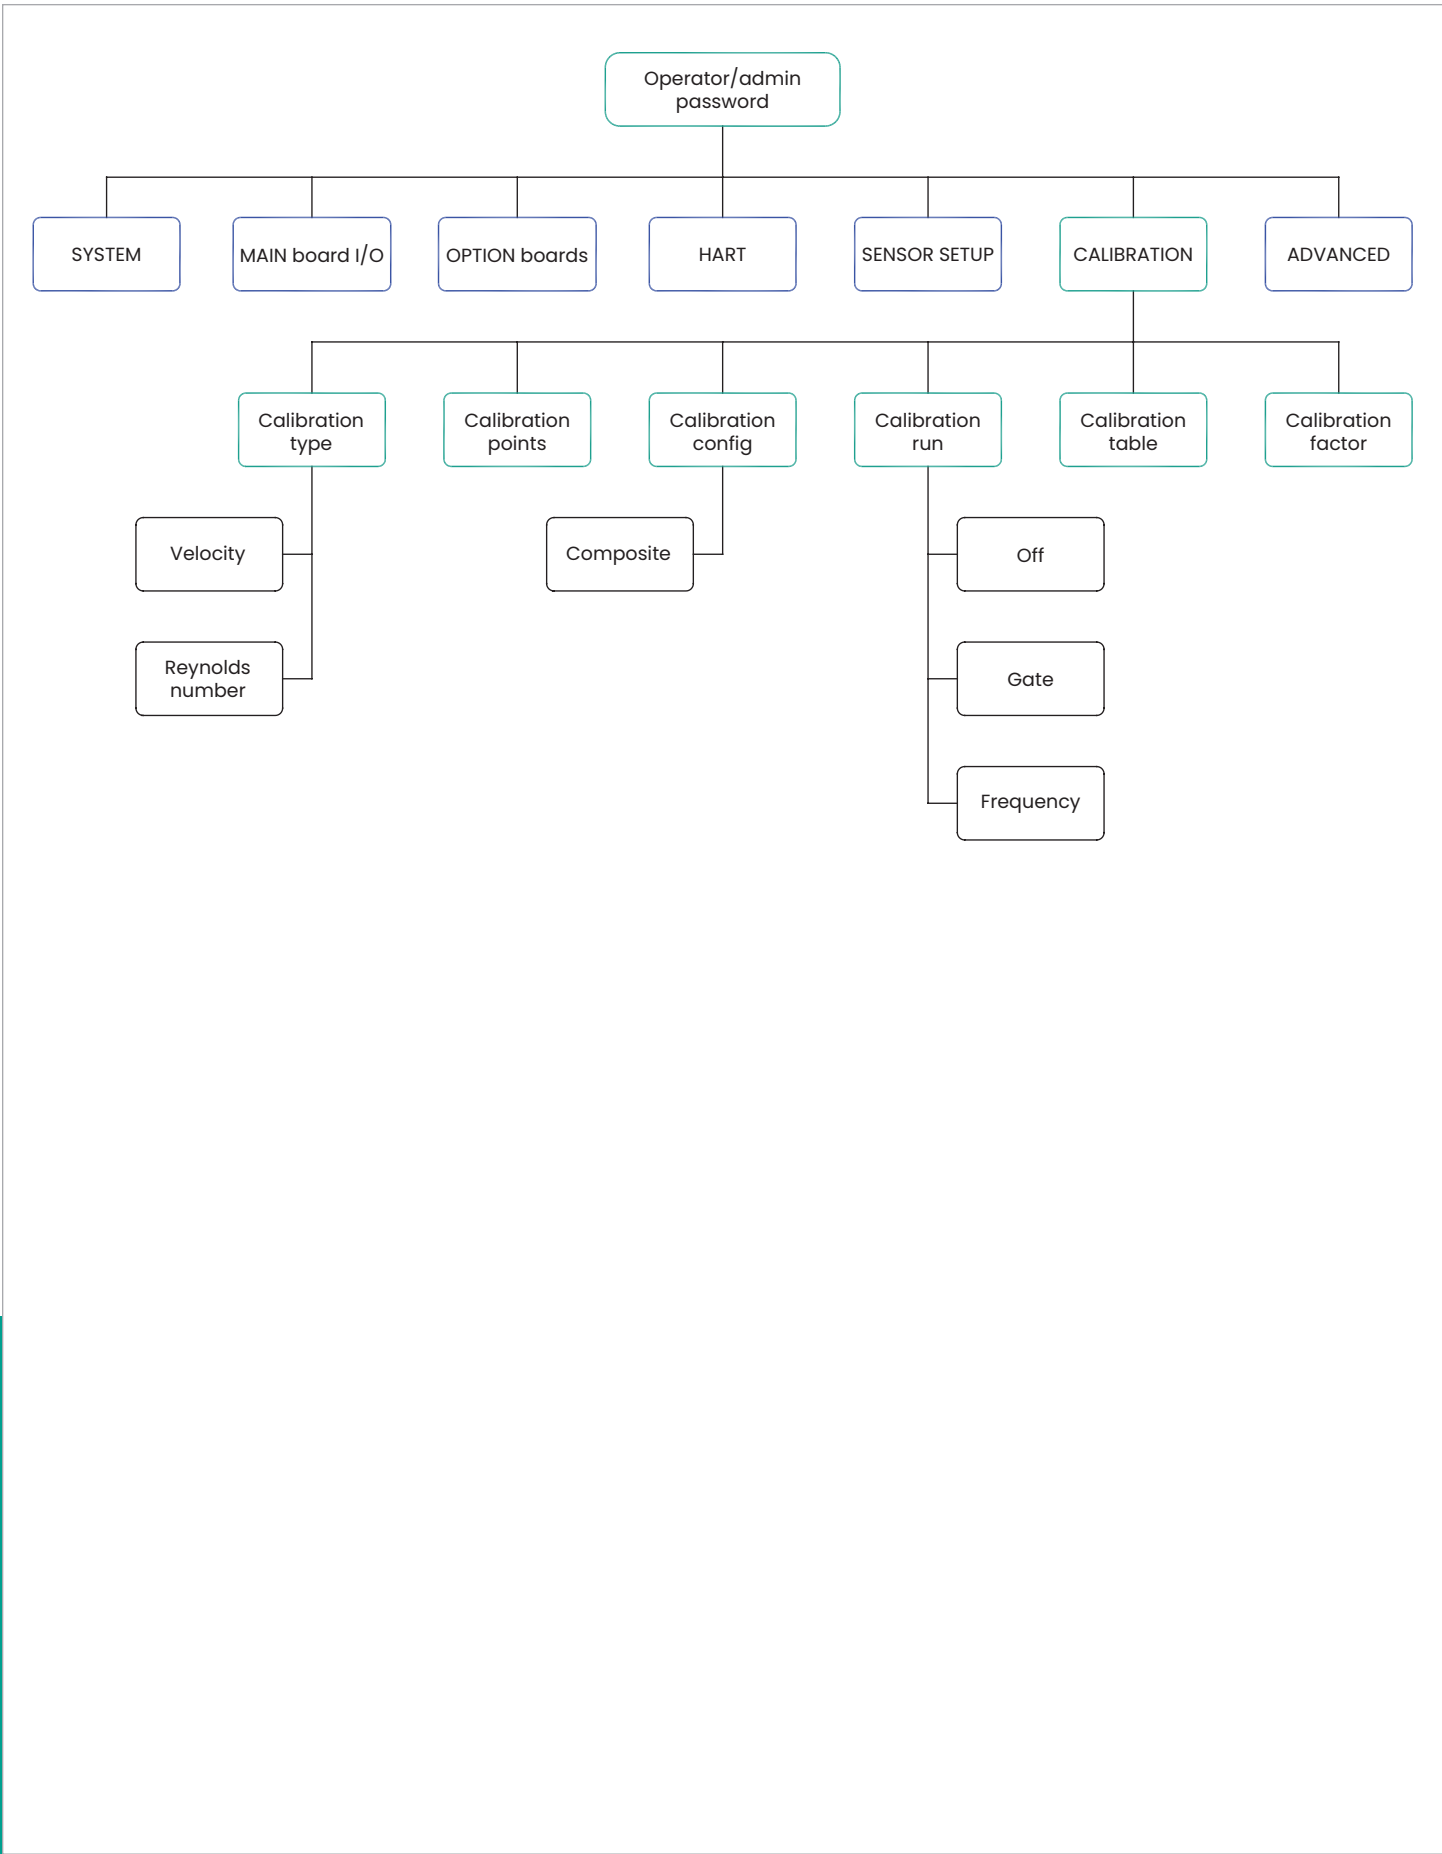 Operator/admin
password
SYSTEM
MAIN board I/O
OPTION boards
HART
SENSOR SETUP
CALIBRATION
ADVANCED
Calibration
type
Calibration
points
Calibration
config
Calibration
run
Calibration
table
Calibration
factor
Velocity
Composite
Off
Reynolds
number
Gate
Frequency